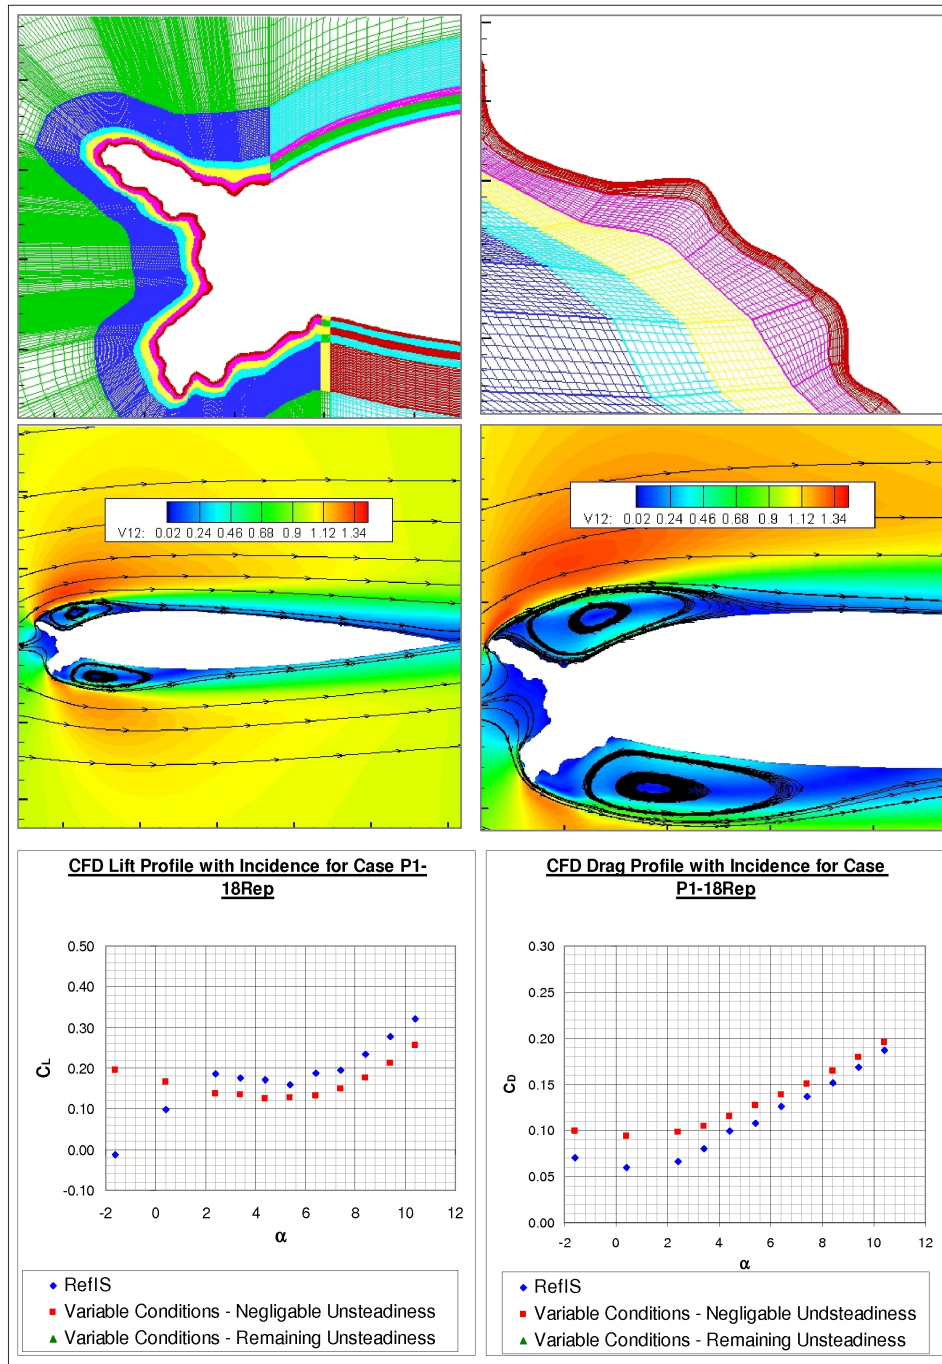 V12: 0.02 0.24 0.46 0.68 0.9 1.12 1.34
V12: 0.02 0.24 0.46 0.68 0.9 1.12 1.34
CFD Lift Profile with Incidence for Case P1-
18Rep
0.50
0.40
0.30
0.20
0.10
0.00
-0.10
CL
-2 0 2 4 6 8 10 12
α
RefIS
Variable Conditions - Negligable Unsteadiness
Variable Conditions - Remaining Unsteadiness
CFD Drag Profile with Incidence for Case
P1-18Rep
0.30
0.25
0.20
0.15
0.10
0.05
0.00
CD
-2 0 2 4 6 8 10 12
α
RefIS
Variable Conditions - Negligable Undsteadiness
Variable Conditions - Remaining Unsteadiness